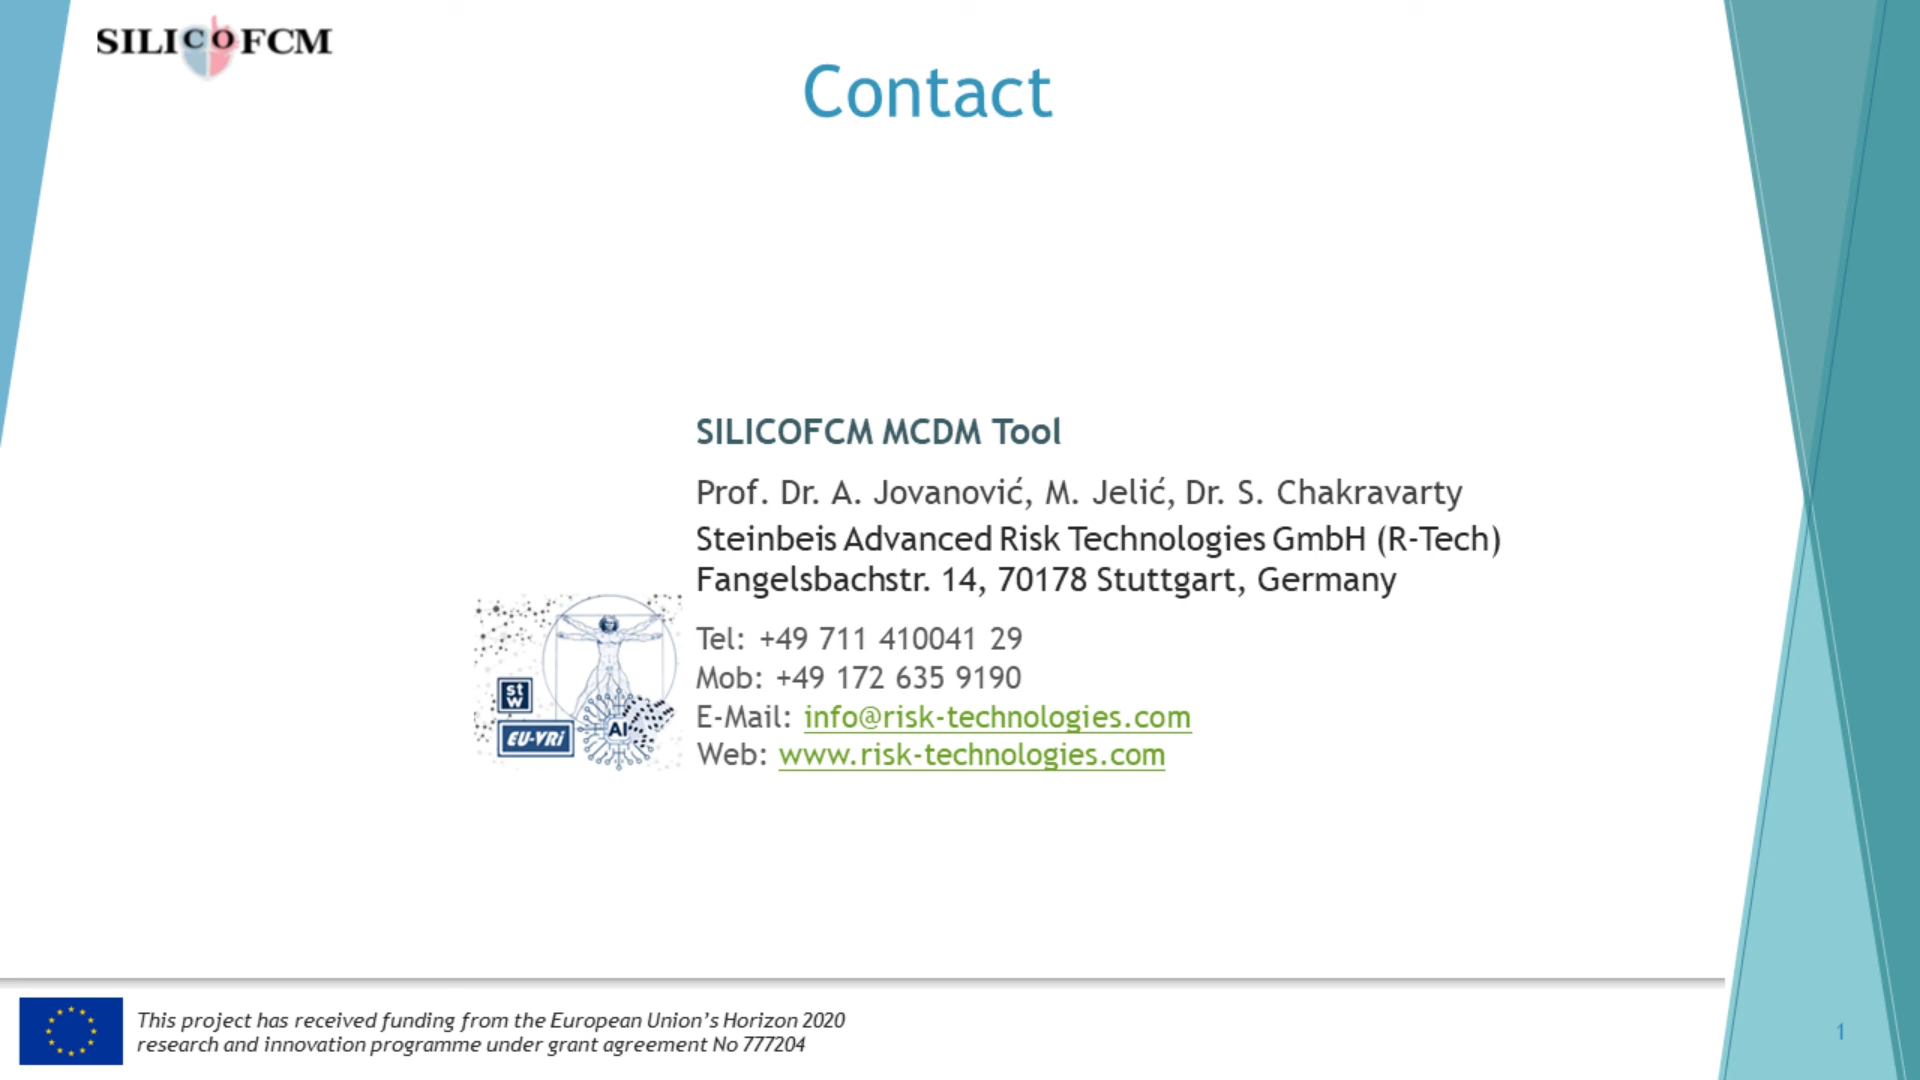 SILICOFCM
Contact
SILICOFCM MCDM Tool
Prof. Dr. A. Jovanović, M. Jelić, Dr. S. Chakravarty
Steinbeis Advanced Risk Technologies GmbH (R-Tech)
Fangelsbachstr. 14, 70178 Stuttgart, Germany
Tel: +49 711 410041 29
Mob: +49 172 635 9190
E-Mail: info@risk-technologies.com
Web: www.risk-technologies.com
st
w
EU-VRi
AI
This project has received funding from the European Union’s Horizon 2020
research and innovation programme under grant agreement No 777204
1